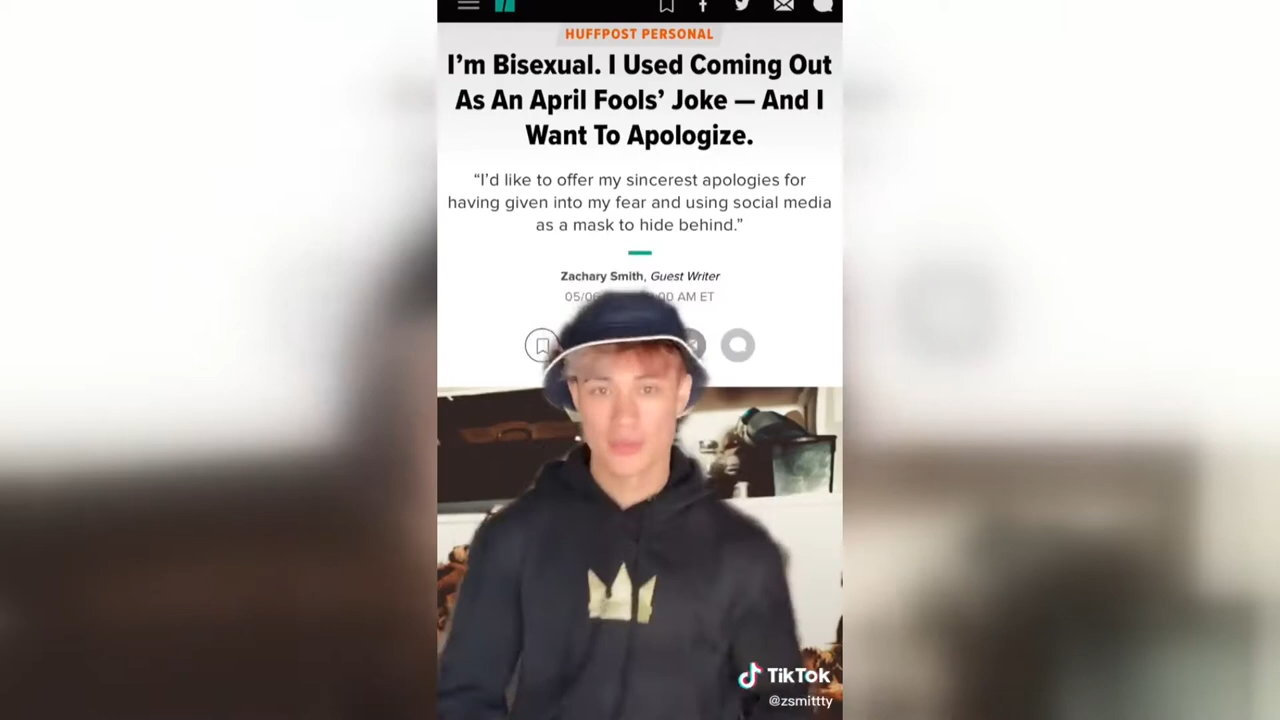 HUFFPOST PERSONAL
I'm Bisexual. I Used Coming Out
As An April Fools' Joke — And I
Want To Apologize.
“I'd like to offer my sincerest apologies for
having given into my fear and using social media
as a mask to hide behind.”
Zachary Smith, Guest Writer
AM ET
TikTok
@zsmittty